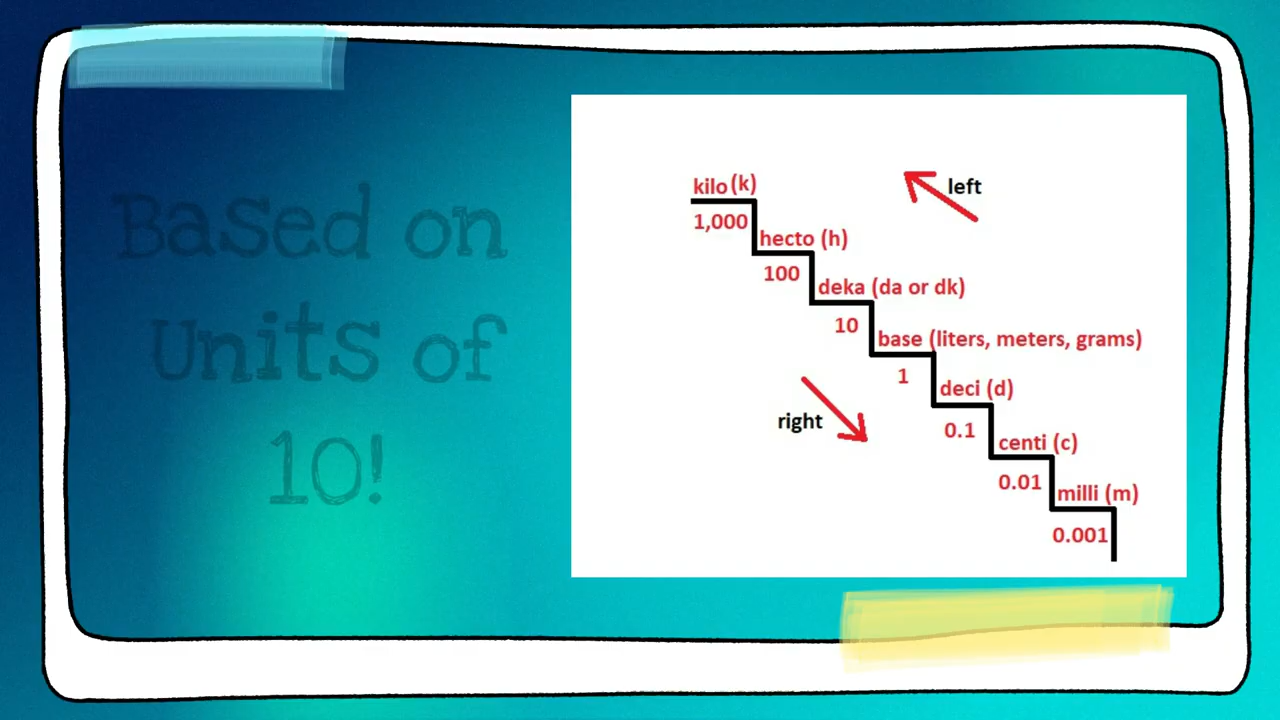 Based on
Units of
10!
kilo (k)
1,000
left
hecto (h)
100
deka (da or dk)
10
base (liters, meters, grams)
1
right
deci (d)
0.1
centi (c)
0.01
milli (m)
0.001